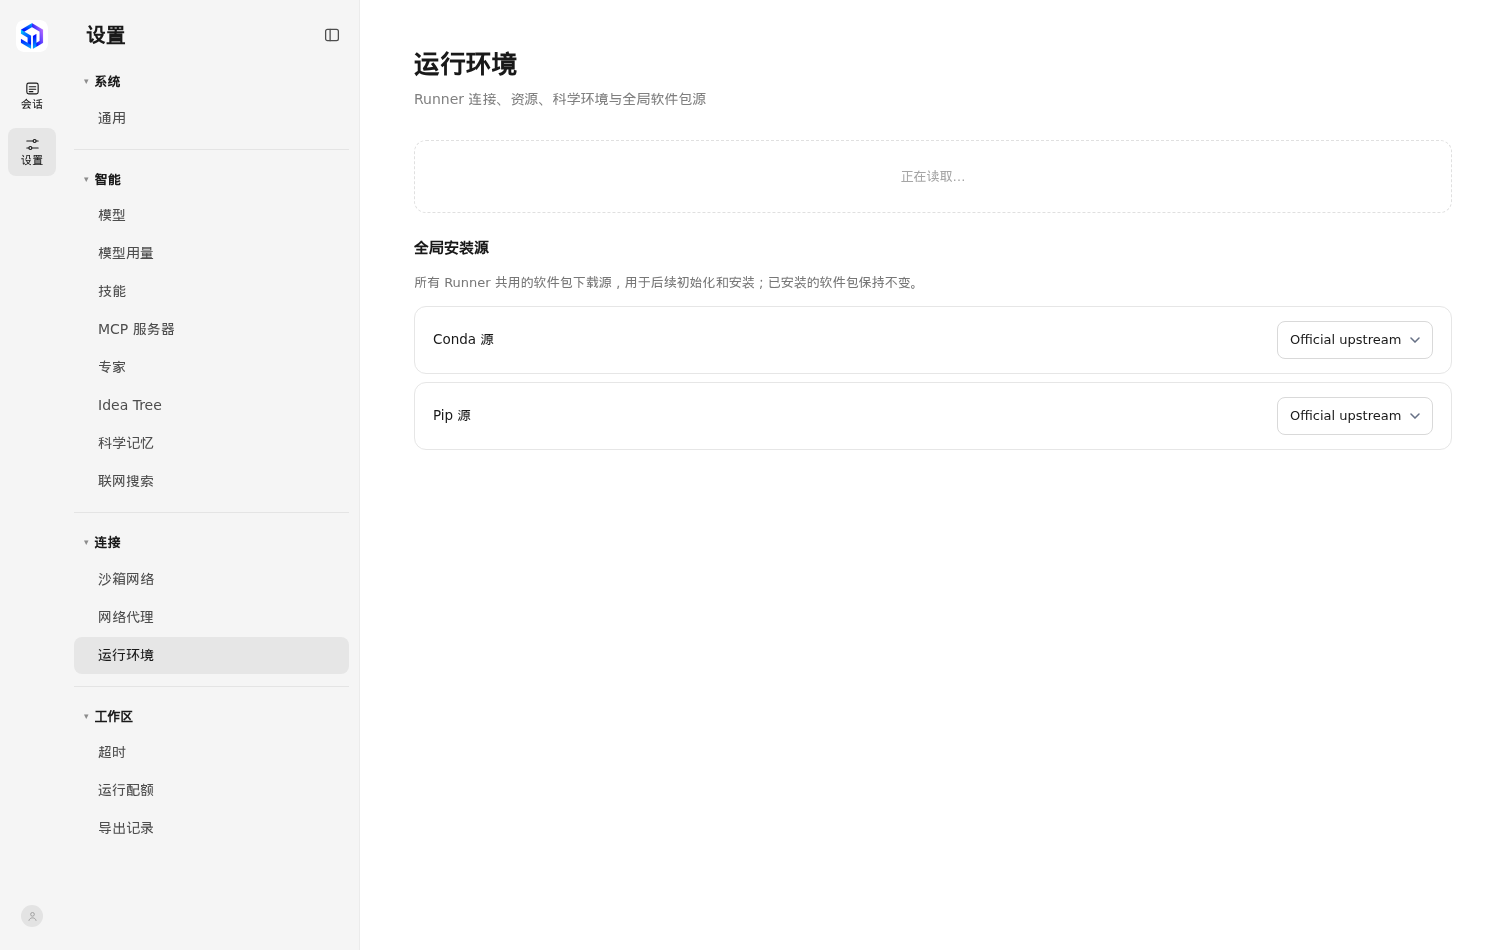 设置
会话
设置
系统
通用
智能
模型
模型用量
技能
MCP 服务器
专家
Idea Tree
科学记忆
联网搜索
连接
沙箱网络
网络代理
运行环境
工作区
超时
运行配额
导出记录
运行环境
Runner 连接、资源、科学环境与全局软件包源
正在读取…
全局安装源
所有 Runner 共用的软件包下载源，用于后续初始化和安装；已安装的软件包保持不变。
Conda 源
Official upstream
Pip 源
Official upstream